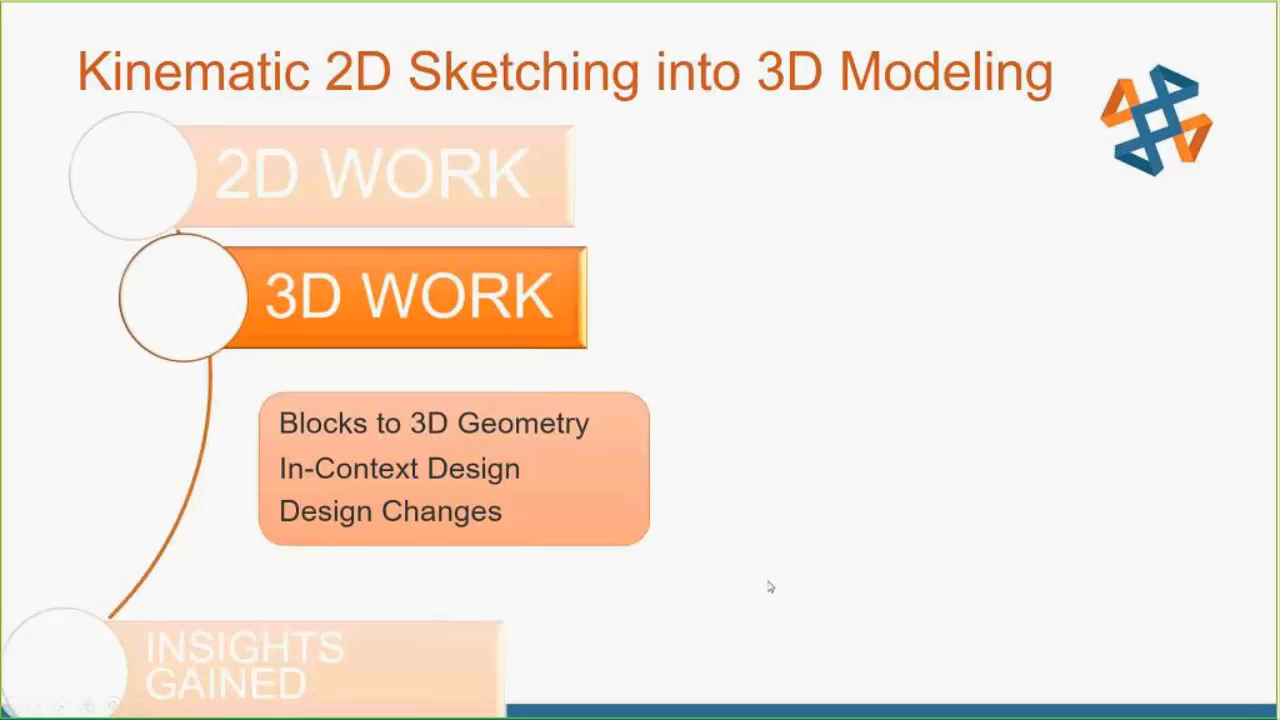 Kinematic 2D Sketching into 3D Modeling
2D WORK
3D WORK
Blocks to 3D Geometry
In-Context Design
Design Changes
INSIGHTS
GAINED